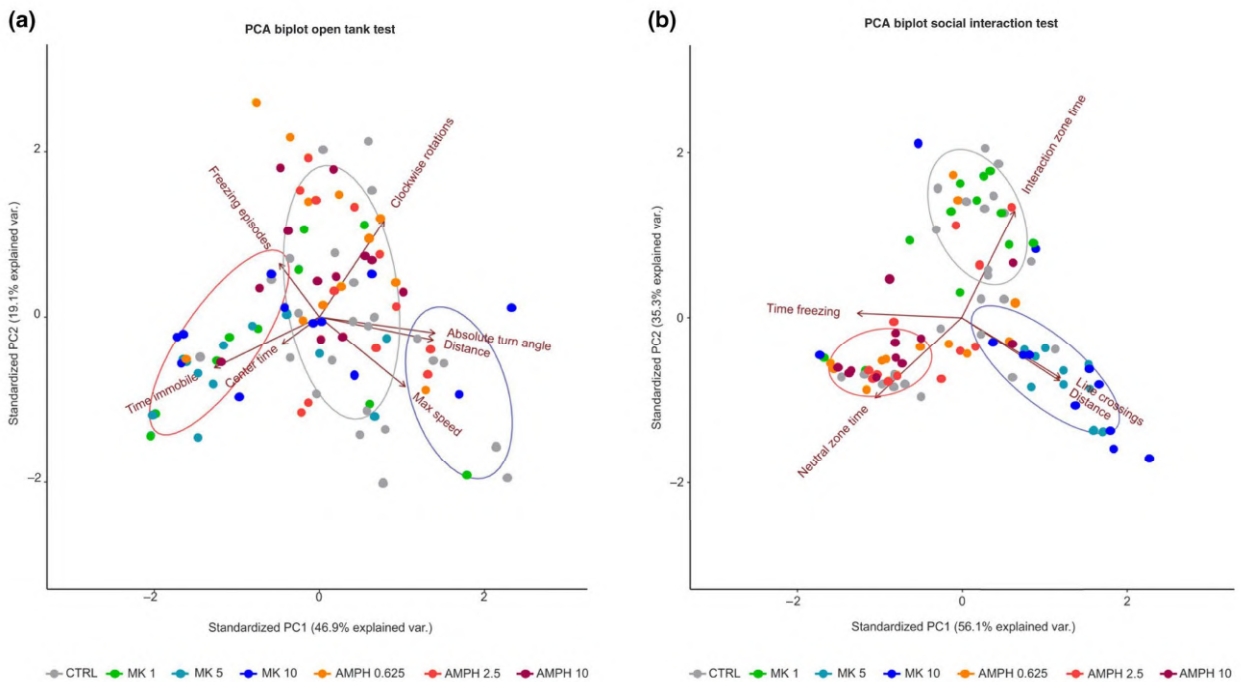 (a)
PCA biplot open tank test
Standardized PC2 (19.1% explained var.)
2
0
−2
Clockwise rotations
Freezing episodes
Absolute turn angle
Distance
Center time
Time immobile
Max speed
−2
0
2
Standardized PC1 (46.9% explained var.)
CTRL MK 1 MK 5 MK 10 AMPH 0.625 AMPH 2.5 AMPH 10
(b)
PCA biplot social interaction test
Standardized PC2 (35.3% explained var.)
2
0
−2
Interaction zone time
Time freezing
Line crossings
Distance
Neutral zone time
−2
0
2
Standardized PC1 (56.1% explained var.)
CTRL MK 1 MK 5 MK 10 AMPH 0.625 AMPH 2.5 AMPH 10